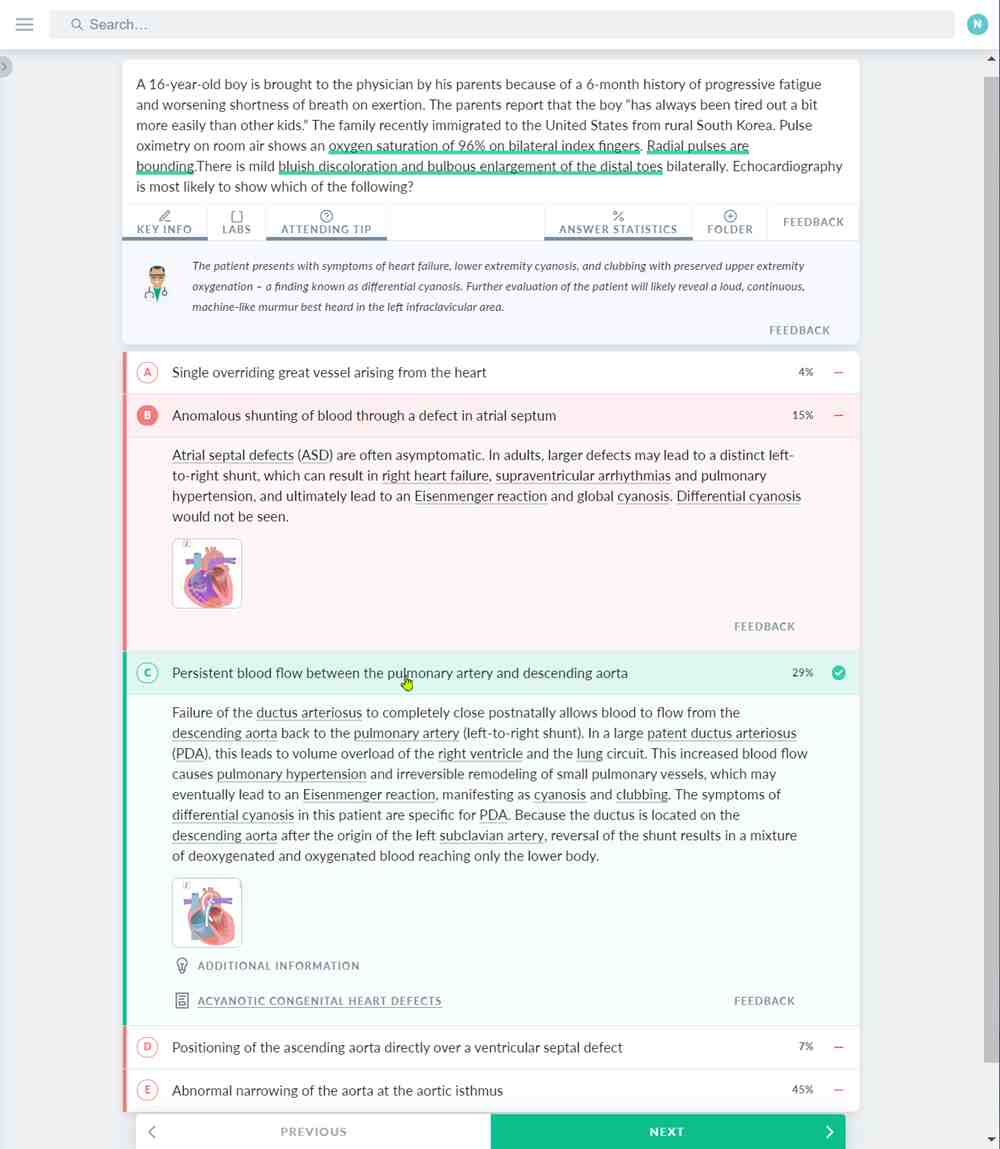 Search...
N
A 16-year-old boy is brought to the physician by his parents because of a 6-month history of progressive fatigue
and worsening shortness of breath on exertion. The parents report that the boy "has always been tired out a bit
more easily than other kids." The family recently immigrated to the United States from rural South Korea. Pulse
oximetry on room air shows an oxygen saturation of 96% on bilateral index fingers. Radial pulses are
bounding.There is mild bluish discoloration and bulbous enlargement of the distal toes bilaterally. Echocardiography
is most likely to show which of the following?
KEY INFO
LABS
ATTENDING TIP
ANSWER STATISTICS
FOLDER
FEEDBACK
The patient presents with symptoms of heart failure, lower extremity cyanosis, and clubbing with preserved upper extremity
oxygenation – a finding known as differential cyanosis. Further evaluation of the patient will likely reveal a loud, continuous,
machine-like murmur best heard in the left infraclavicular area.
FEEDBACK
A Single overriding great vessel arising from the heart 4%
B Anomalous shunting of blood through a defect in atrial septum 15%
Atrial septal defects (ASD) are often asymptomatic. In adults, larger defects may lead to a distinct left-
to-right shunt, which can result in right heart failure, supraventricular arrhythmias and pulmonary
hypertension, and ultimately lead to an Eisenmenger reaction and global cyanosis. Differential cyanosis
would not be seen.
FEEDBACK
C Persistent blood flow between the pulmonary artery and descending aorta 29%
Failure of the ductus arteriosus to completely close postnatally allows blood to flow from the
descending aorta back to the pulmonary artery (left-to-right shunt). In a large patent ductus arteriosus
(PDA), this leads to volume overload of the right ventricle and the lung circuit. This increased blood flow
causes pulmonary hypertension and irreversible remodeling of small pulmonary vessels, which may
eventually lead to an Eisenmenger reaction, manifesting as cyanosis and clubbing. The symptoms of
differential cyanosis in this patient are specific for PDA. Because the ductus is located on the
descending aorta after the origin of the left subclavian artery, reversal of the shunt results in a mixture
of deoxygenated and oxygenated blood reaching only the lower body.
ADDITIONAL INFORMATION
ACYANOTIC CONGENITAL HEART DEFECTS
FEEDBACK
D Positioning of the ascending aorta directly over a ventricular septal defect 7%
E Abnormal narrowing of the aorta at the aortic isthmus 45%
PREVIOUS
NEXT